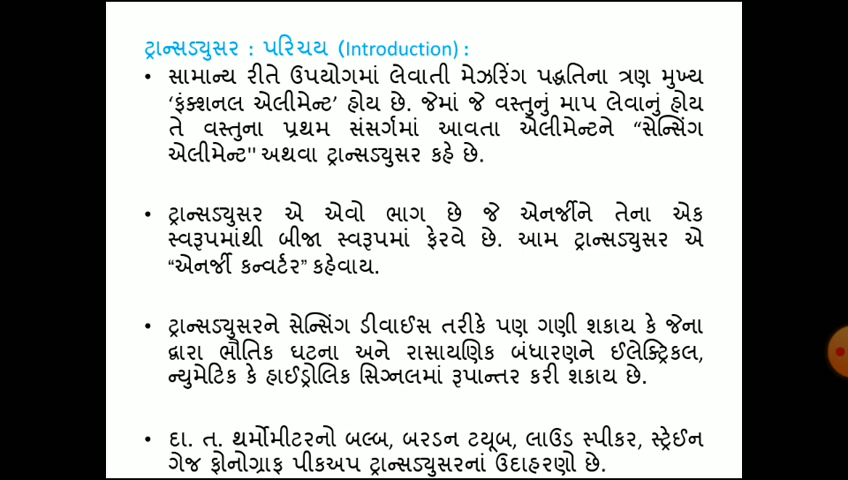 ટ્રાન્સડ્યુસર : પરિચય (Introduction) :
• સામાન્ય રીતે ઉપયોગમાં લેવાતી મેઝરિંગ પદ્ધતિના ત્રણ મુખ્ય
‘ફંક્શનલ એલીમેન્ટ’ હોય છે. જેમાં જે વસ્તુનું માપ લેવાનું હોય
તે વસ્તુના પ્રથમ સંસર્ગમાં આવતા એલીમેન્ટને “સેન્સિંગ
એલીમેન્ટ" અથવા ટ્રાન્સડ્યુસર કહે છે.
• ટ્રાન્સડ્યુસર એ એવો ભાગ છે જે એનર્જીને તેના એક
સ્વરૂપમાંથી બીજા સ્વરૂપમાં ફેરવે છે. આમ ટ્રાન્સડ્યુસર એ
“એનર્જી કન્વર્ટર” કહેવાય.
• ટ્રાન્સડ્યુસરને સેન્સિંગ ડીવાઈસ તરીકે પણ ગણી શકાય કે જેના
દ્વારા ભૌતિક ઘટના અને રાસાયણિક બંધારણને ઈલેક્ટ્રિકલ,
ન્યુમેટિક કે હાઈડ્રોલિક સિગ્નલમાં રૂપાન્તર કરી શકાય છે.
• દા. ત. થર્મોમીટરનો બલ્બ, બરડન ટયૂબ, લાઉડ સ્પીકર, સ્ટ્રેઈન
ગેજ ફોનોગ્રાફ પીકઅપ ટ્રાન્સડ્યુસરનાં ઉદાહરણો છે.